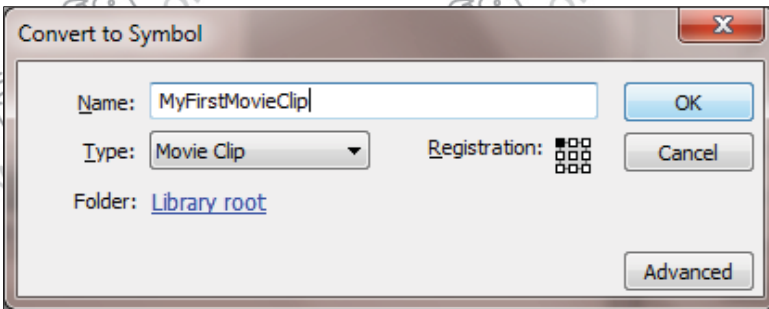 Convert to Symbol
Name: MyFirstMovieClip OK
Type: Movie Clip Registration: Cancel
Folder: Library root
Advanced